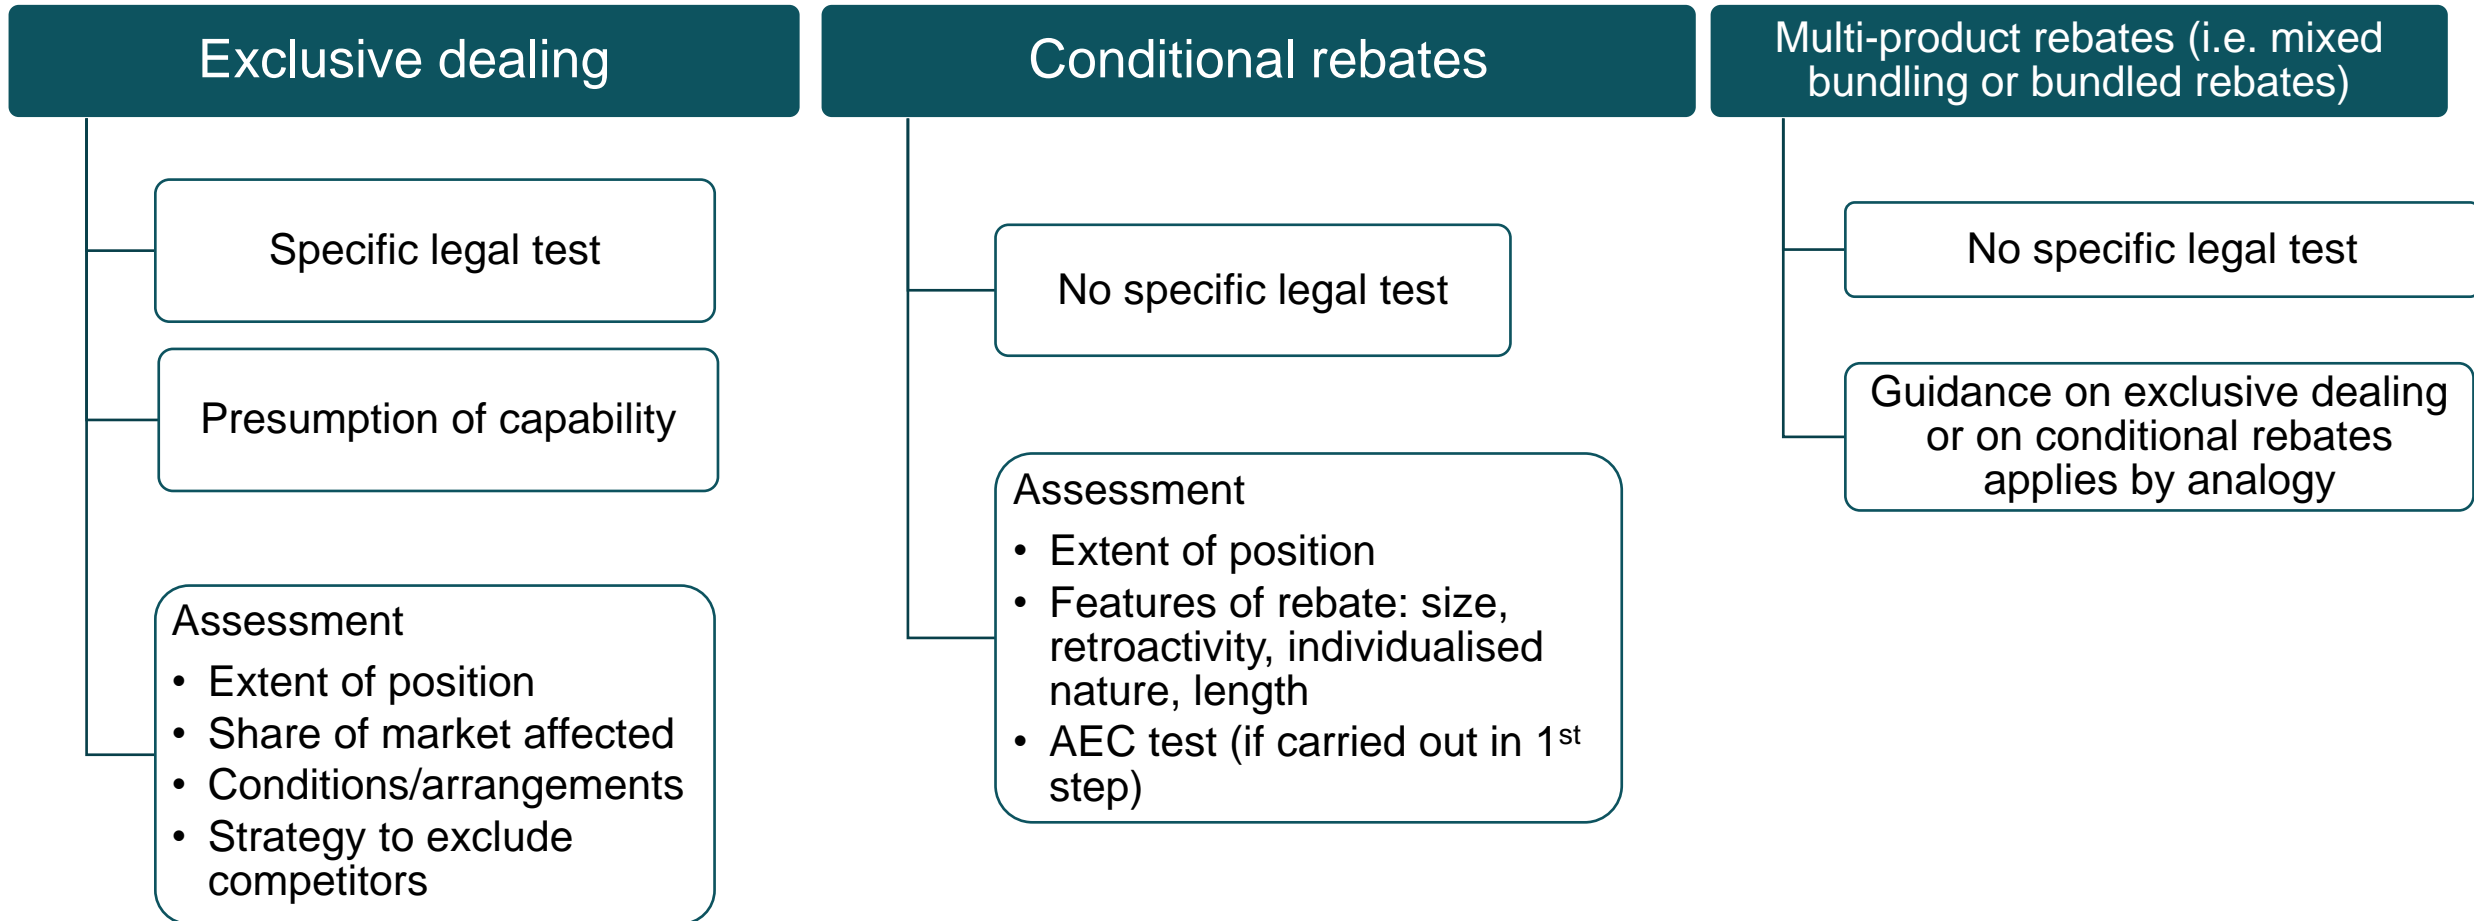 Exclusive dealing
Specific legal test
Presumption of capability
Assessment
• Extent of position
• Share of market affected
• Conditions/arrangements
• Strategy to exclude
competitors
Conditional rebates
No specific legal test
Assessment
• Extent of position
• Features of rebate: size,
retroactivity, individualised
nature, length
• AEC test (if carried out in 1st
step)
Multi-product rebates (i.e. mixed
bundling or bundled rebates)
No specific legal test
Guidance on exclusive dealing
or on conditional rebates
applies by analogy